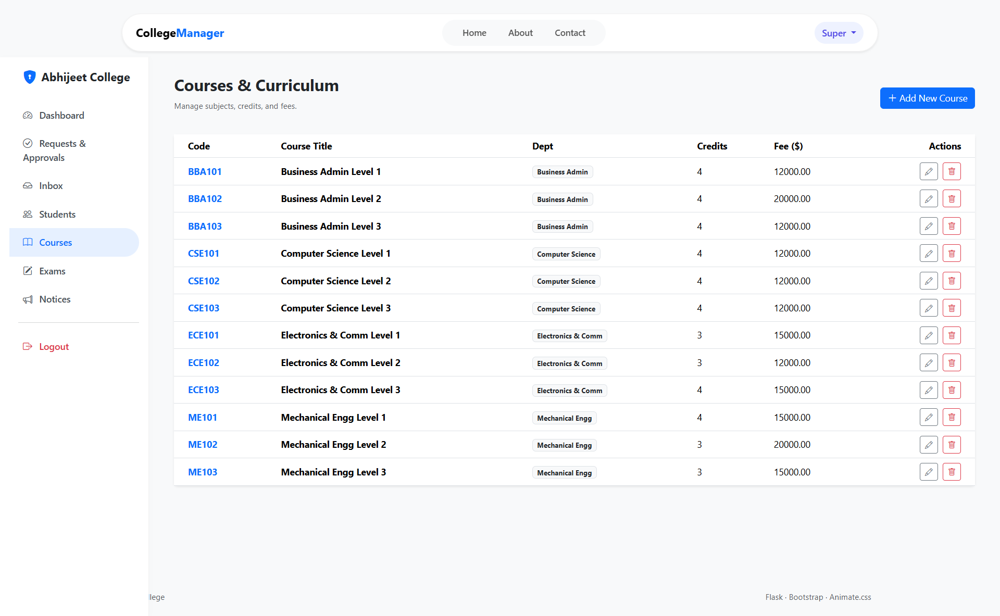 CollegeManager
Home About Contact
Super
Abhijeet College
Dashboard
Requests &
Approvals
Inbox
Students
Courses
Exams
Notices
Logout
Courses & Curriculum
Manage subjects, credits, and fees.
Add New Course
Code Course Title Dept Credits Fee ($) Actions
BBA101 Business Admin Level 1 Business Admin 4 12000.00
BBA102 Business Admin Level 2 Business Admin 4 20000.00
BBA103 Business Admin Level 3 Business Admin 4 12000.00
CSE101 Computer Science Level 1 Computer Science 4 12000.00
CSE102 Computer Science Level 2 Computer Science 4 12000.00
CSE103 Computer Science Level 3 Computer Science 4 12000.00
ECE101 Electronics & Comm Level 1 Electronics & Comm 3 15000.00
ECE102 Electronics & Comm Level 2 Electronics & Comm 3 12000.00
ECE103 Electronics & Comm Level 3 Electronics & Comm 4 15000.00
ME101 Mechanical Engg Level 1 Mechanical Engg 4 15000.00
ME102 Mechanical Engg Level 2 Mechanical Engg 3 20000.00
ME103 Mechanical Engg Level 3 Mechanical Engg 3 15000.00
Flask · Bootstrap · Animate.css